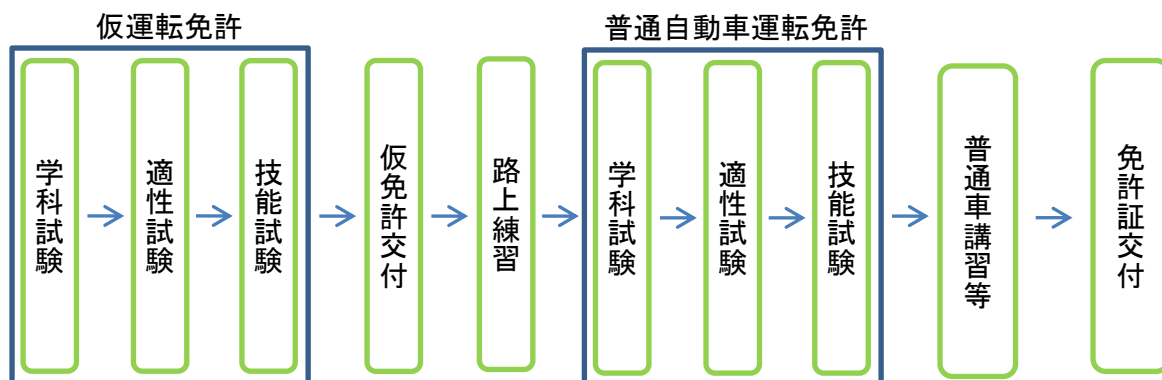 仮運転免許
学科試験
適性試験
技能試験
仮免許交付
路上練習
普通自動車運転免許
学科試験
適性試験
技能試験
普通車講習等
免許証交付